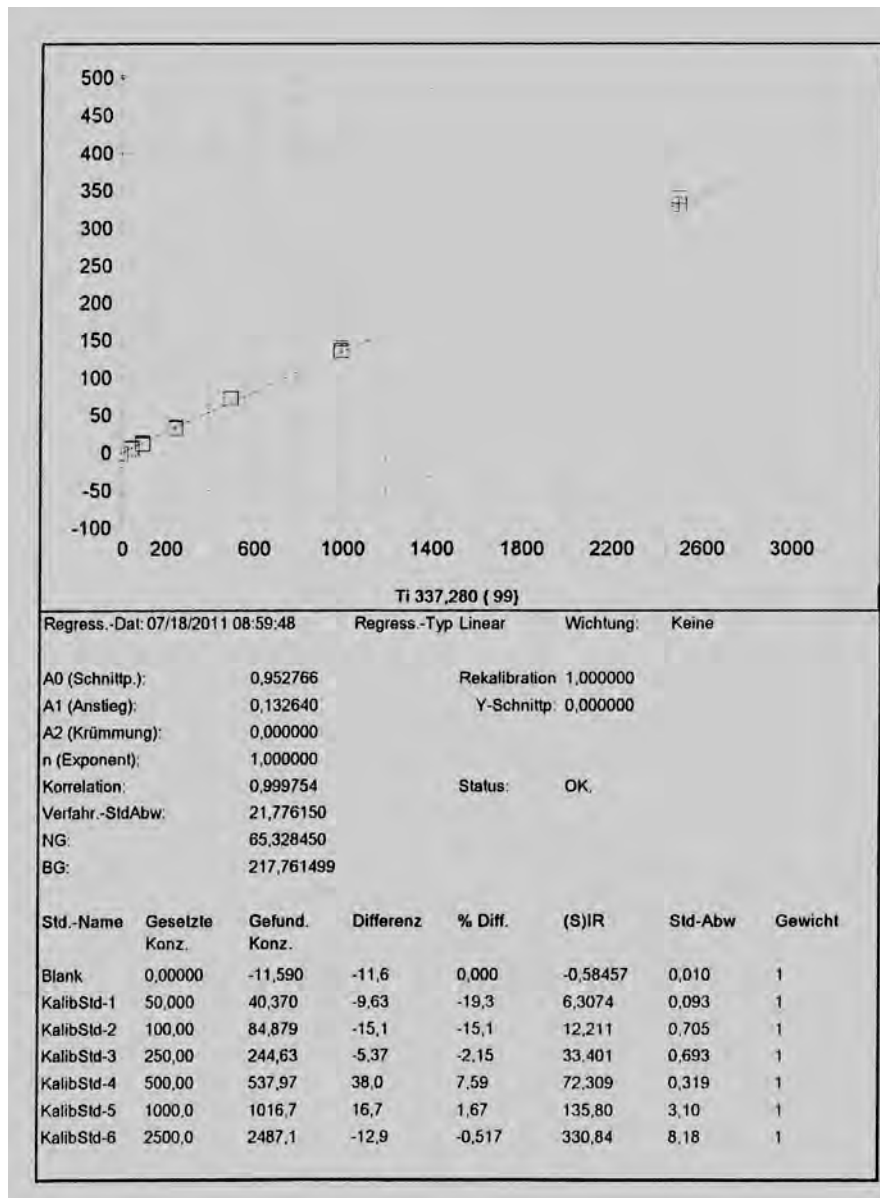 500
450
400
350
300
250
200
150
100
50
0
-50
-100
0 200 600 1000 1400 1800 2200 2600 3000
Ti 337,280 { 99}
Regress.-Dat: 07/18/2011 08:59:48 Regress.-Typ Linear Wichtung: Keine
A0 (Schnittp.): 0,952766 Rekalibration 1,000000
A1 (Anstieg): 0,132640 Y-Schnittp: 0,000000
A2 (Krümmung): 0,000000
n (Exponent): 1,000000
Korrelation: 0,999754 Status: OK.
Verfahr.-StdAbw: 21,776150
NG: 65,328450
BG: 217,761499
Std.-Name Gesetzte Gefund. Differenz % Diff. (S)IR Std-Abw Gewicht
Konz. Konz.
Blank 0,00000 -11,590 -11,6 0,000 -0,58457 0,010 1
KalibStd-1 50,000 40,370 -9,63 -19,3 6,3074 0,093 1
KalibStd-2 100,00 84,879 -15,1 -15,1 12,211 0,705 1
KalibStd-3 250,00 244,63 -5,37 -2,15 33,401 0,693 1
KalibStd-4 500,00 537,97 38,0 7,59 72,309 0,319 1
KalibStd-5 1000,0 1016,7 16,7 1,67 135,80 3,10 1
KalibStd-6 2500,0 2487,1 -12,9 -0,517 330,84 8,18 1